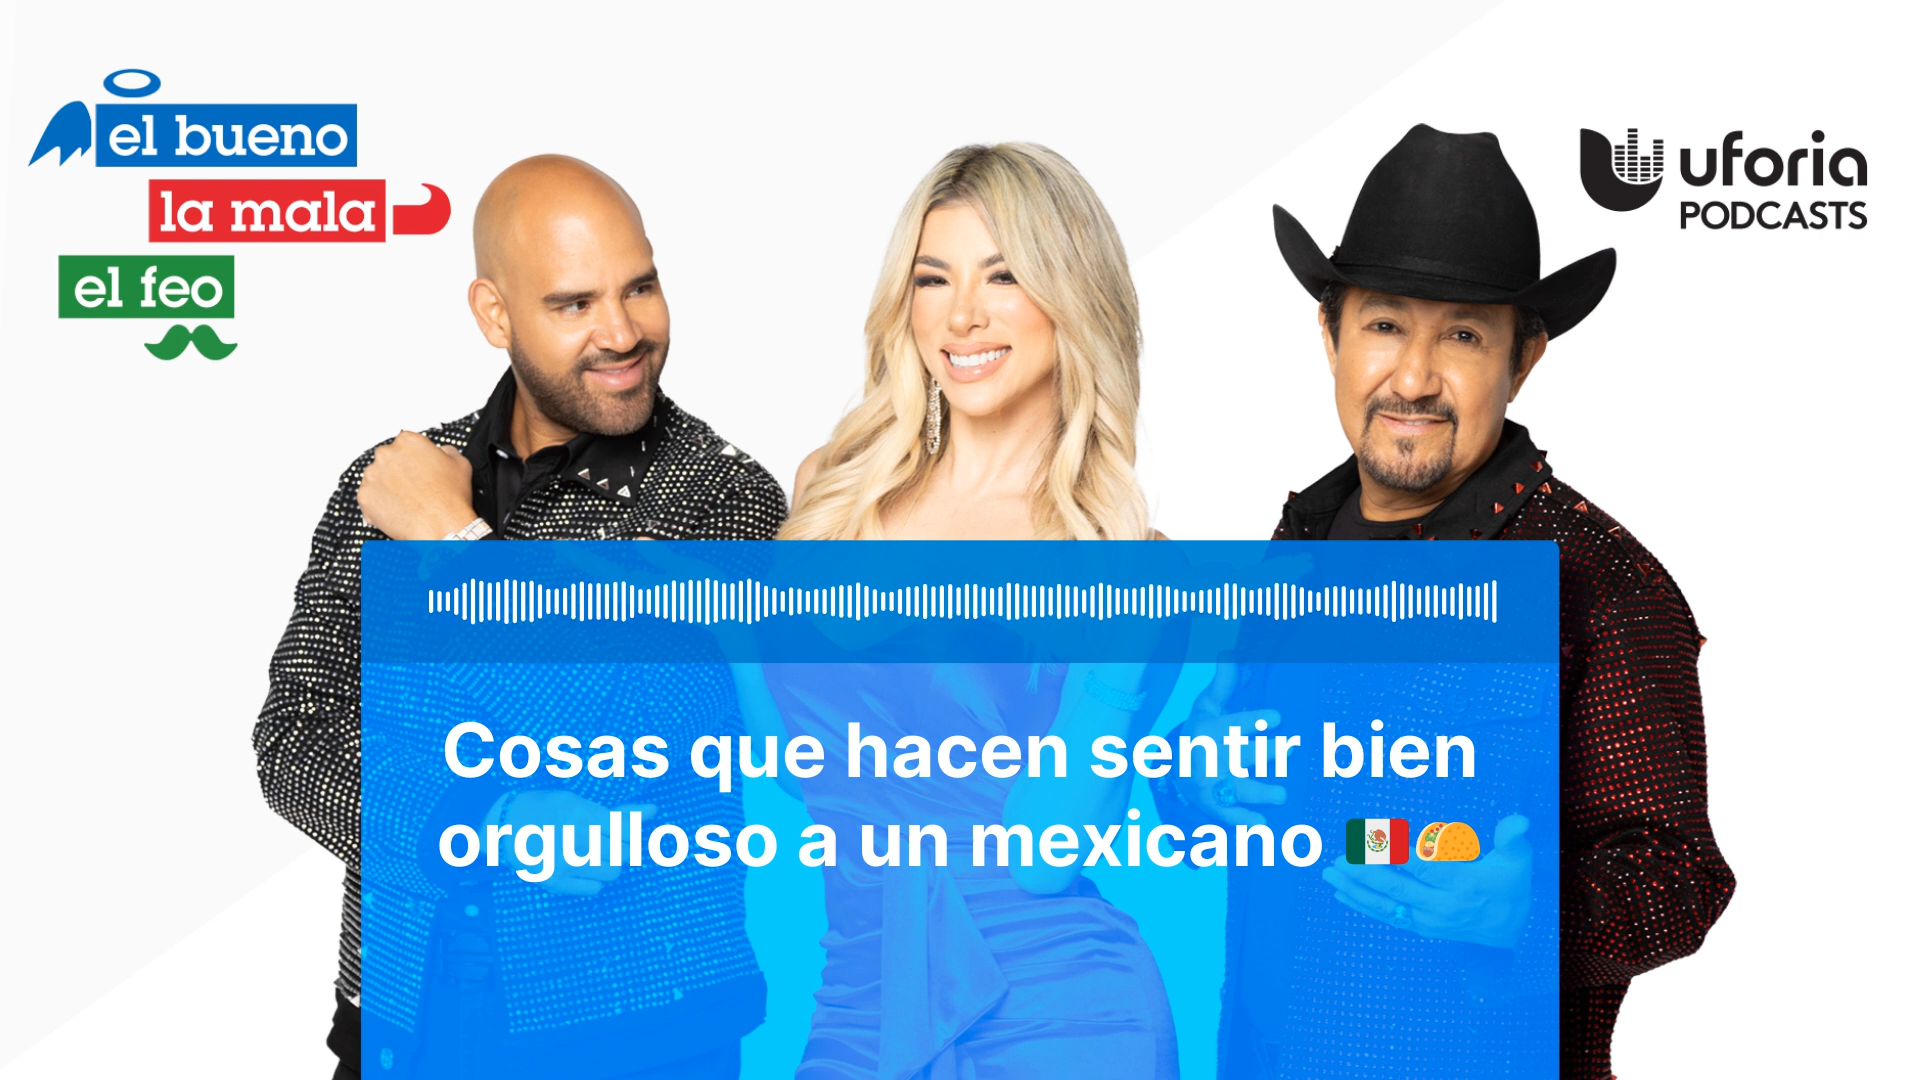 el bueno
la mala
el feo
uforia
PODCASTS
Cosas que hacen sentir bien
orgulloso a un mexicano 🇲🇽🌮